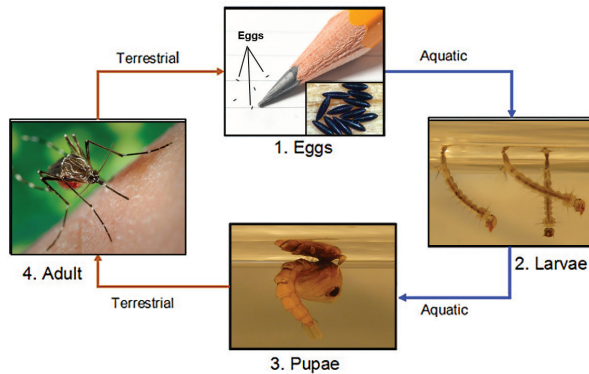 Eggs
Terrestrial
Aquatic
1. Eggs
4. Adult
2. Larvae
Terrestrial
Aquatic
3. Pupae